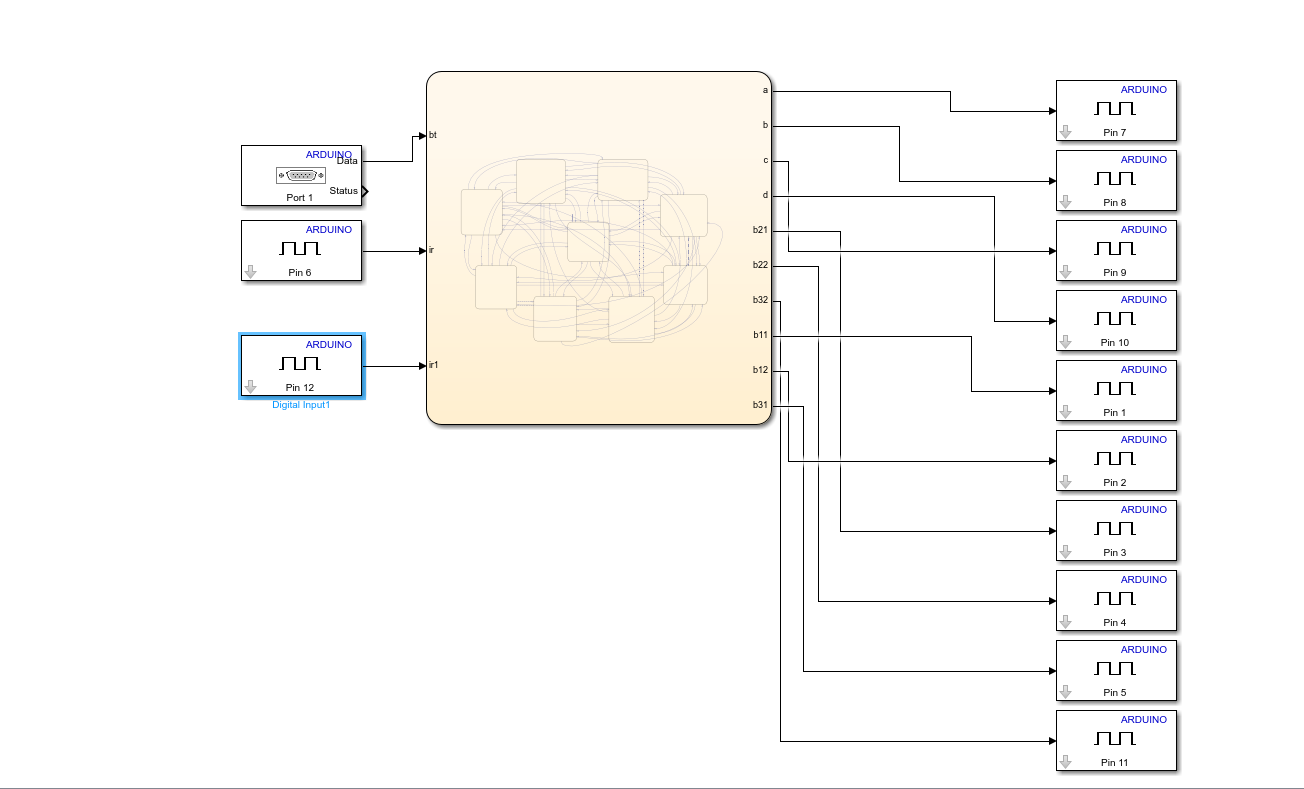 ARDUINO
Data
Status
Port 1
ARDUINO
Pin 6
ARDUINO
Pin 12
Digital Input1
bt
ir
ir1
a
b
c
d
b21
b22
b32
b11
b12
b31
ARDUINO
Pin 7
ARDUINO
Pin 8
ARDUINO
Pin 9
ARDUINO
Pin 10
ARDUINO
Pin 1
ARDUINO
Pin 2
ARDUINO
Pin 3
ARDUINO
Pin 4
ARDUINO
Pin 5
ARDUINO
Pin 11